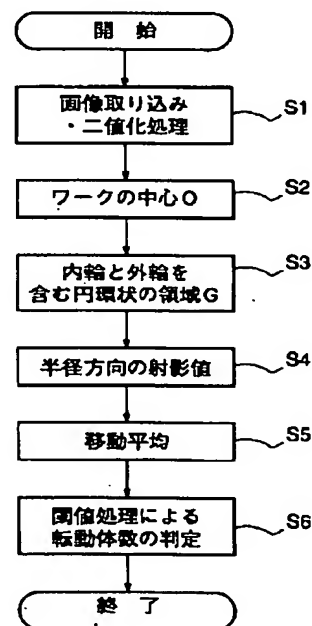 開 始
画像取り込み
・二値化処理
S1
ワークの中心O
S2
内輪と外輪を
含む円環状の領域G
S3
半径方向の射影値
S4
移動平均
S5
閾値処理による
転動体数の判定
S6
終 了